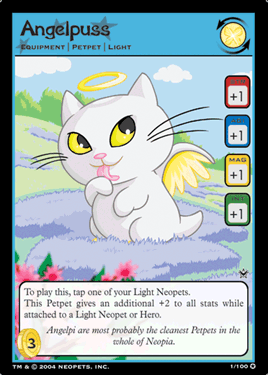 Angelpuss
EQUIPMENT | PETPET | LIGHT
+1
+1
MAG
+1
+1
To play this, tap one of your Light Neopets.
This Petpet gives an additional +2 to all stats while
attached to a Light Neopet or Hero.
Angelpi are most probably the cleanest Petpets in the
whole of Neopia.
3
TM & © 2004 NEOPETS, INC.
1/100